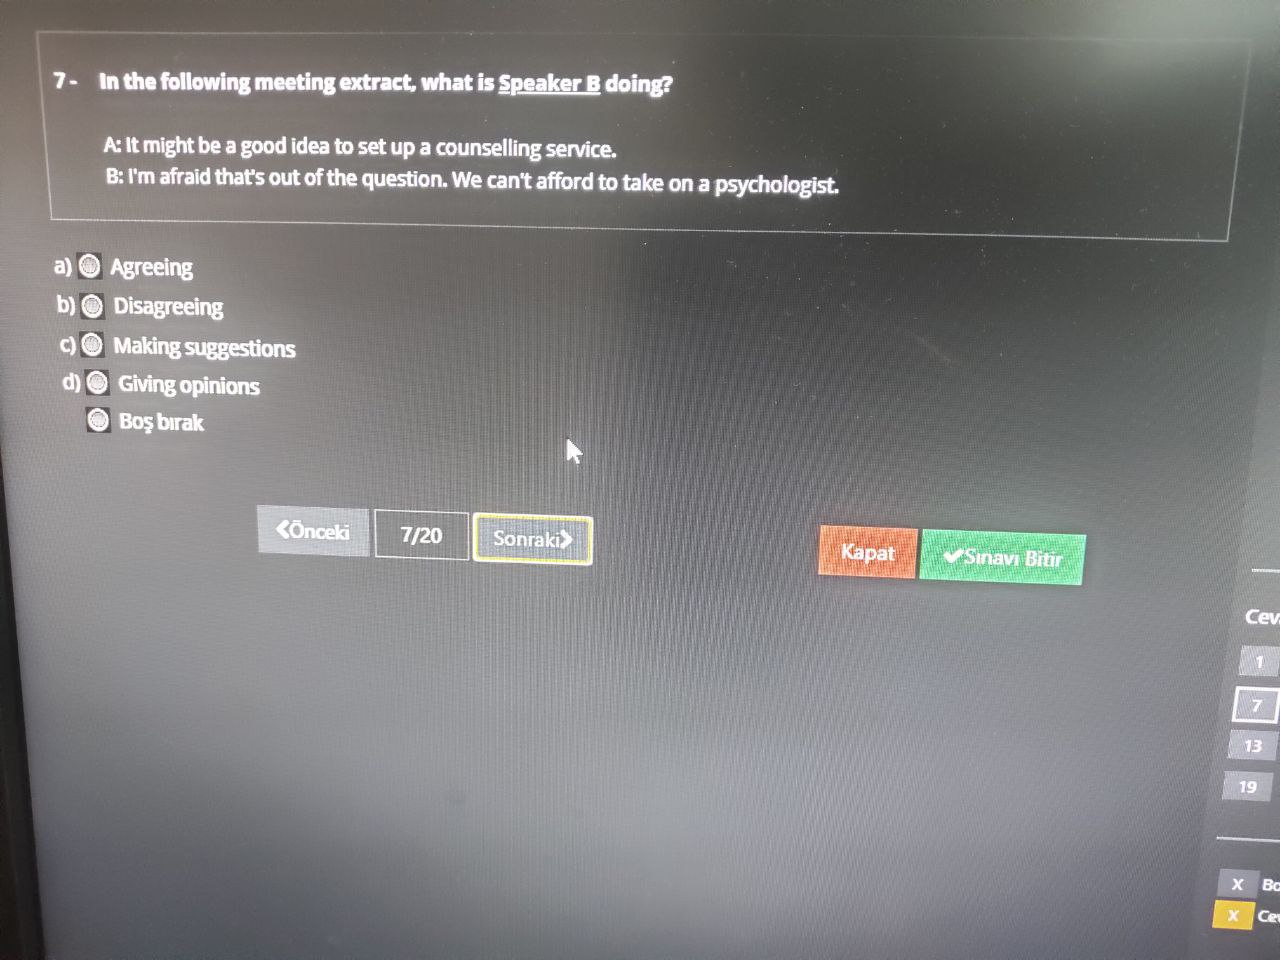 7- In the following meeting extract, what is Speaker B doing?
A: It might be a good idea to set up a counselling service.
B: I'm afraid that's out of the question. We can't afford to take on a psychologist.
a) Agreeing
b) Disagreeing
c) Making suggestions
d) Giving opinions
Boş bırak
Önceki 7/20 Sonraki
Kapat Sınavı Bitir
1
7
13
19
X
X